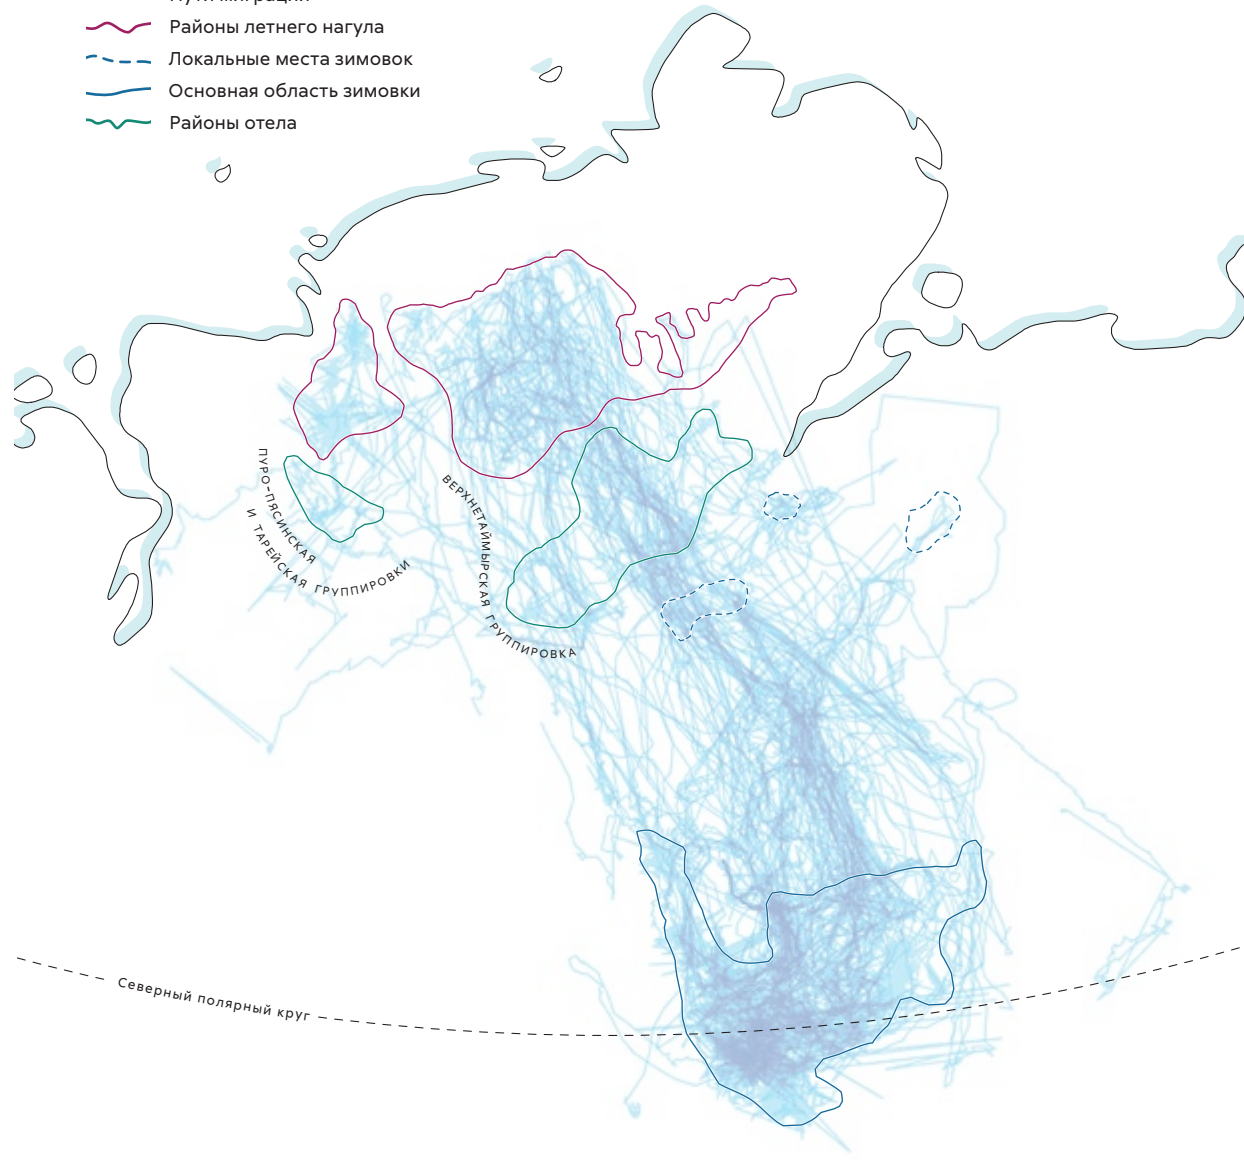 Районы летнего нагула
Локальные места зимовок
Основная область зимовки
Районы отела
ПУРО-ПЯСИНСКАЯ
И ТАРЕЙСКАЯ ГРУППИРОВКИ
ВЕРХНЕТАЙМЫРСКАЯ ГРУППИРОВКА
Северный полярный круг